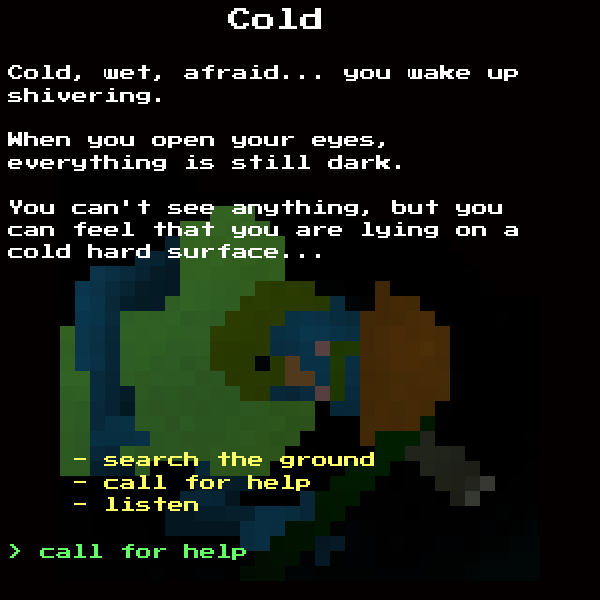 Cold
Cold, wet, afraid... you wake up
shivering.
When you open your eyes,
everything is still dark.
You can't see anything, but you
can feel that you are lying on a
cold hard surface...
- search the ground
- call for help
- listen
> call for help